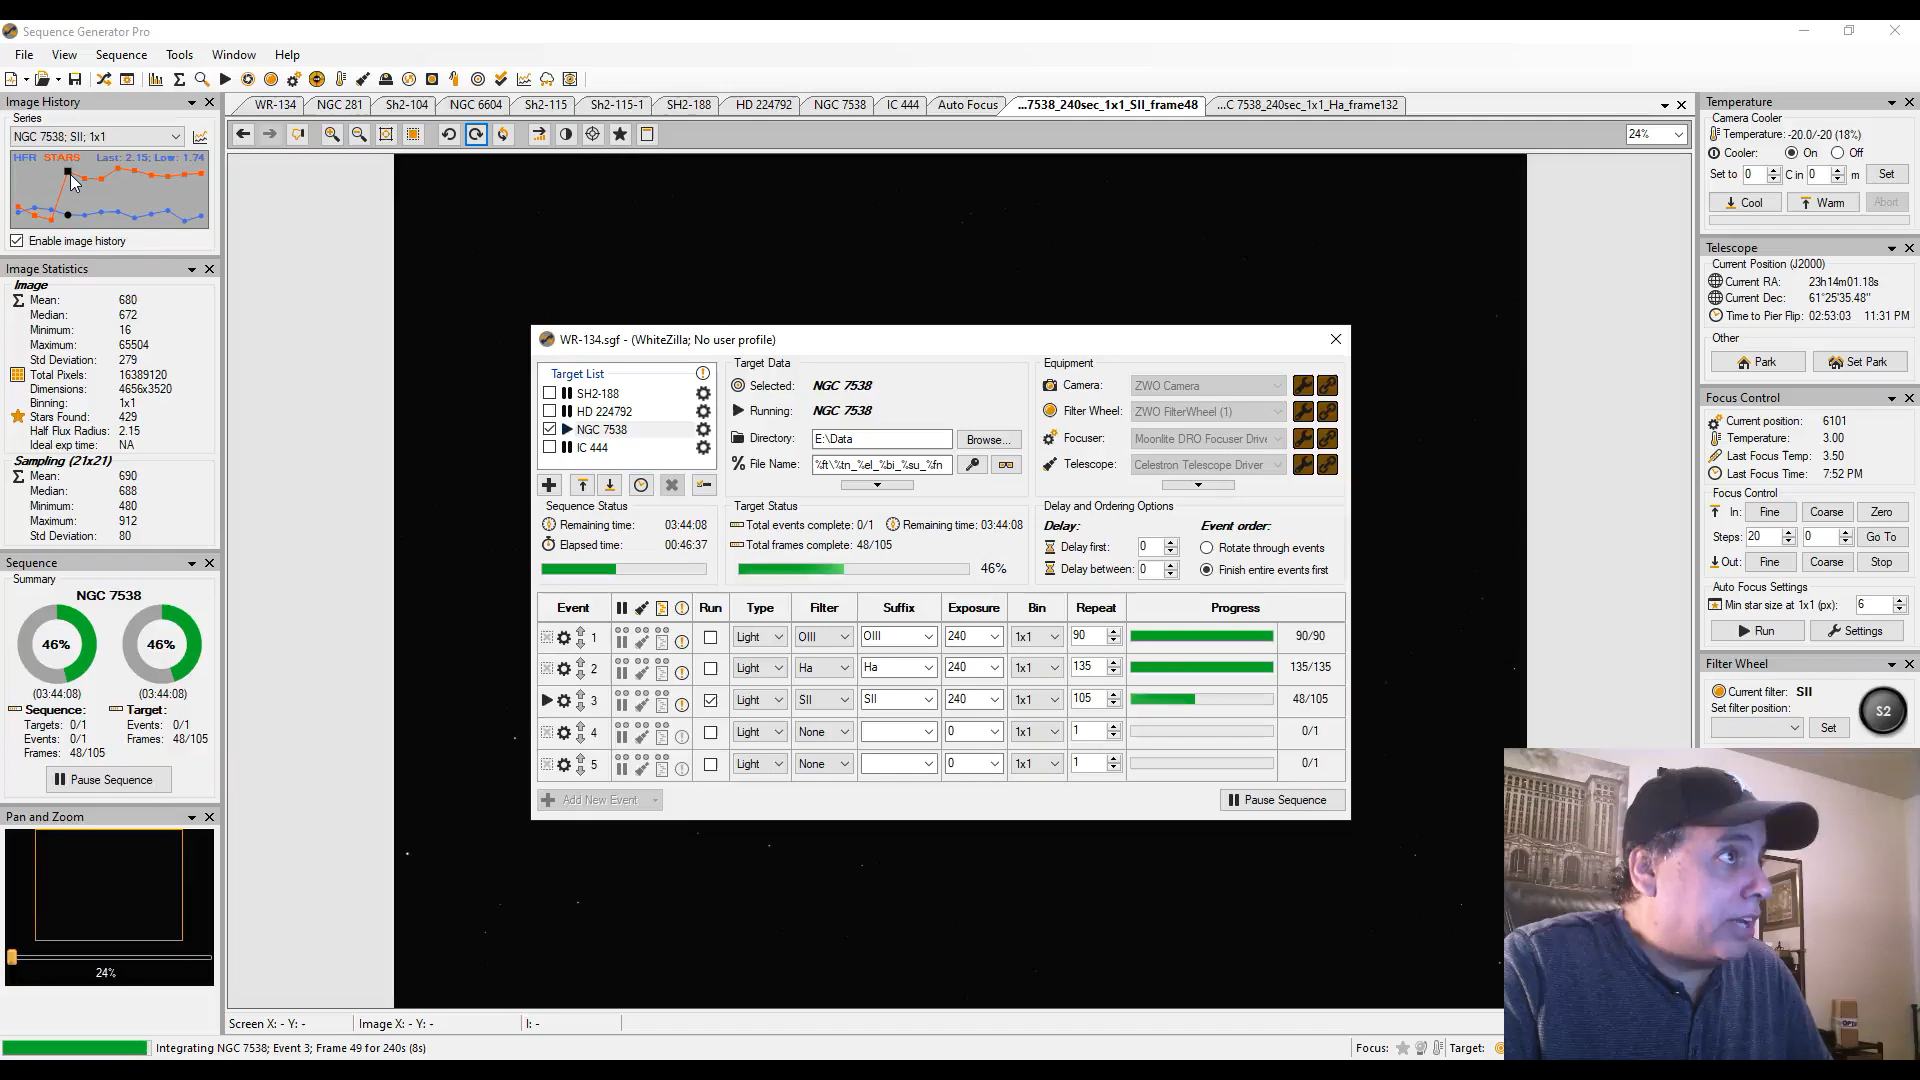 Sequence Generator Pro
File View Sequence Tools Window Help
Image History
Series
NGC 7538; SII; 1x1
HFR STARS Last: 2.15; Low: 1.74
Enable image history
Image Statistics
Image
Mean: 680
Median: 672
Minimum: 16
Maximum: 65504
Std Deviation: 279
Total Pixels: 16389120
Dimensions: 4656x3520
Binning: 1x1
Stars Found: 429
Half Flux Radius: 2.15
Ideal exp time: NA
Sampling (21x21)
Mean: 690
Median: 688
Minimum: 480
Maximum: 912
Std Deviation: 80
Sequence
Summary
NGC 7538
46% 46%
(03:44:08) (03:44:08)
Sequence: Target:
Targets: 0/1 Events: 0/1
Events: 0/1 Frames: 48/105
Frames: 48/105
Pause Sequence
Pan and Zoom
24%
WR-134 NGC 281 Sh2-104 NGC 6604 Sh2-115 Sh2-115-1 SH2-188 HD 224792 NGC 7538 IC 444 Auto Focus ...7538_240sec_1x1_SII_frame48 ...C 7538_240sec_1x1_Ha_frame132
24%
WR-134.sgf - (WhiteZilla; No user profile)
Target List
SH2-188
HD 224792
NGC 7538
IC 444
Target Data
Selected: NGC 7538
Running: NGC 7538
Directory: E:\Data Browse...
File Name: %ft\%tn_%el_%bi_%su_%fn
Equipment
Camera: ZWO Camera
Filter Wheel: ZWO FilterWheel (1)
Focuser: Moonlite DRO Focuser Drive
Telescope: Celestron Telescope Driver
Sequence Status
Remaining time: 03:44:08
Elapsed time: 00:46:37
Target Status
Total events complete: 0/1 Remaining time: 03:44:08
Total frames complete: 48/105
46%
Delay and Ordering Options
Delay: Event order:
Delay first: 0 Rotate through events
Delay between: 0 Finish entire events first
Event Run Type Filter Suffix Exposure Bin Repeat Progress
1 Light OIII OIII 240 1x1 90 90/90
2 Light Ha Ha 240 1x1 135 135/135
3 Light SII SII 240 1x1 105 48/105
4 Light None 0 1x1 1 0/1
5 Light None 0 1x1 1 0/1
Add New Event Pause Sequence
Screen X: - Y: - Image X: - Y: - I: -
Integrating NGC 7538; Event 3; Frame 49 for 240s (8s)
Focus: Target:
Temperature
Camera Cooler
Temperature: -20.0/-20 (18%)
Cooler: On Off
Set to 0 C in 0 m Set
Cool Warm Abort
Telescope
Current Position (J2000)
Current RA: 23h14m01.18s
Current Dec: 61°25'35.48"
Time to Pier Flip: 02:53:03 11:31 PM
Other
Park Set Park
Focus Control
Current position: 6101
Temperature: 3.00
Last Focus Temp: 3.50
Last Focus Time: 7:52 PM
Focus Control
In: Fine Coarse Zero
Steps: 20 0 Go To
Out: Fine Coarse Stop
Auto Focus Settings
Min star size at 1x1 (px): 6
Run Settings
Filter Wheel
Current filter: SII
Set filter position:
Set
S2